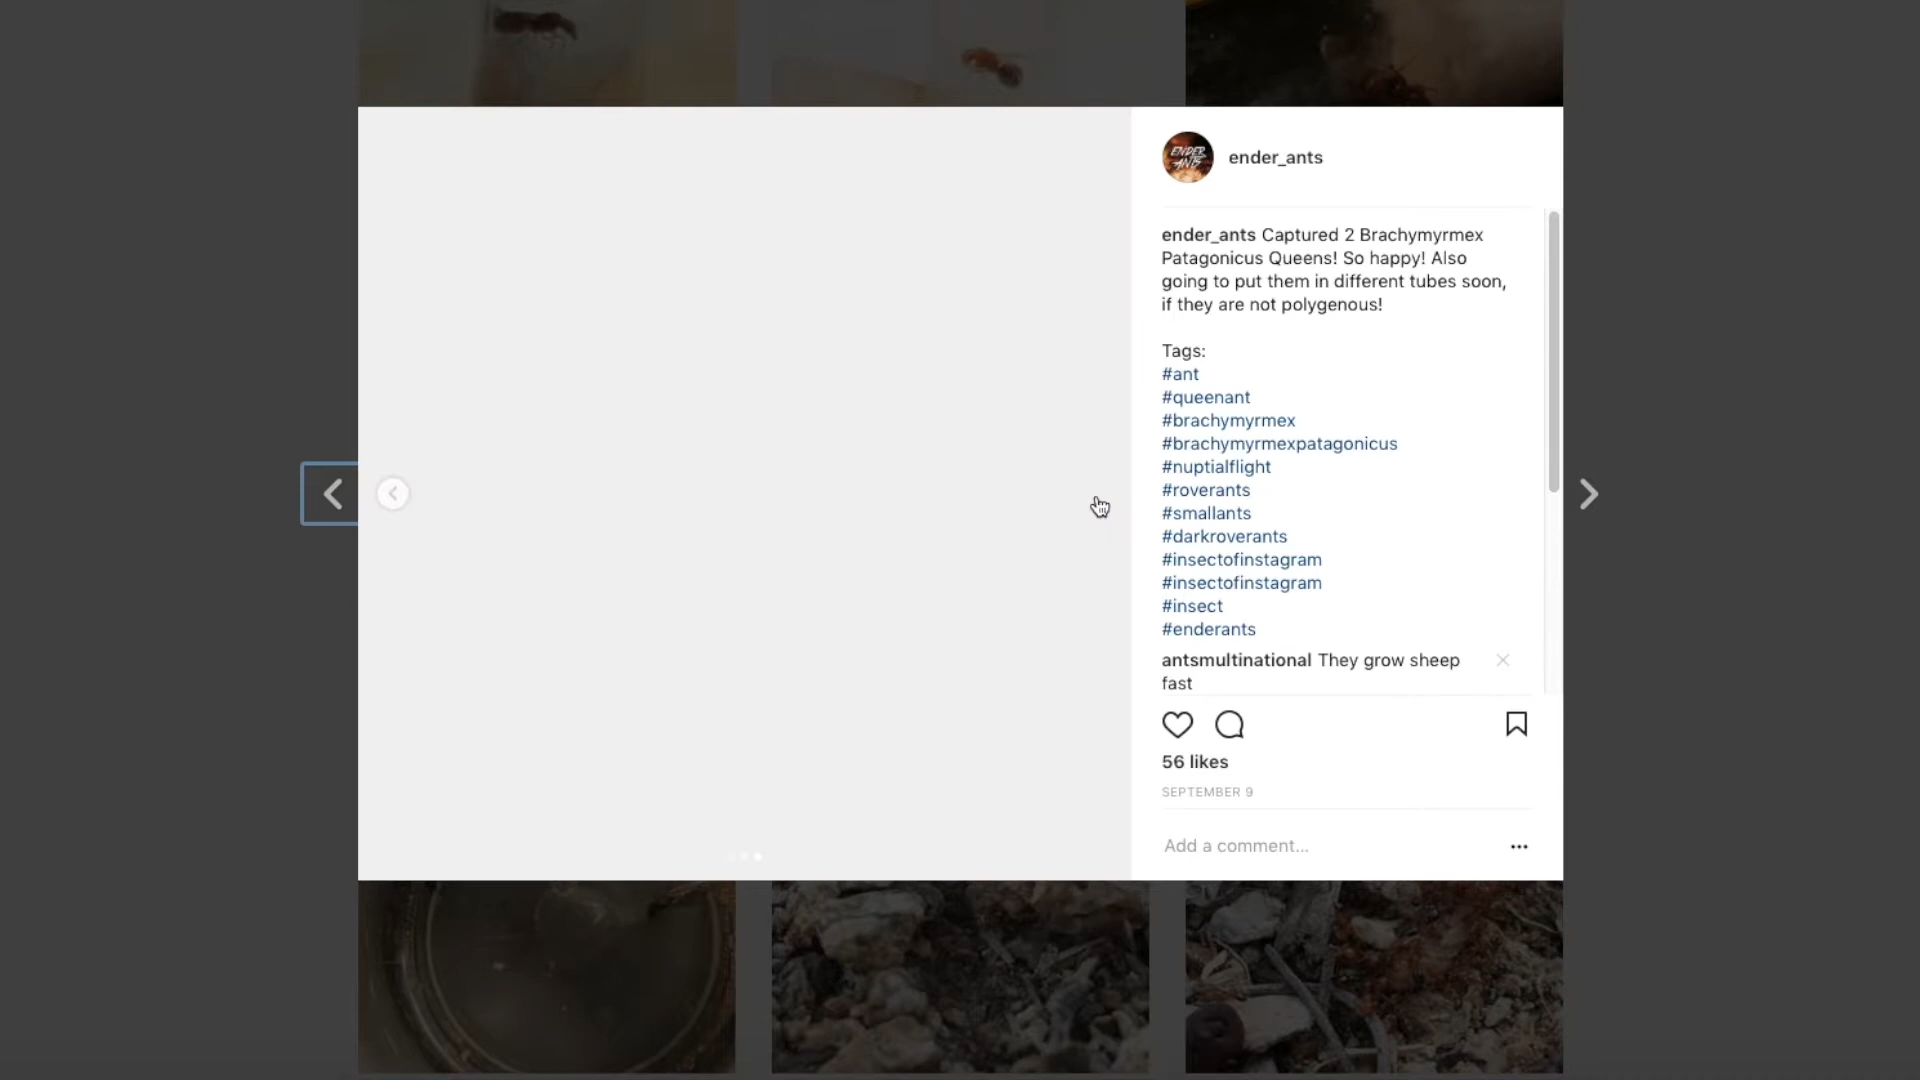 ENDER
ANTS
ender_ants
ender_ants Captured 2 Brachymyrmex
Patagonicus Queens! So happy! Also
going to put them in different tubes soon,
if they are not polygenous!
Tags:
#ant
#queenant
#brachymyrmex
#brachymyrmexpatagonicus
#nuptialflight
#roverants
#smallants
#darkroverants
#insectofinstagram
#insectofinstagram
#insect
#enderants
antsmultinational They grow sheep
fast
56 likes
SEPTEMBER 9
Add a comment...